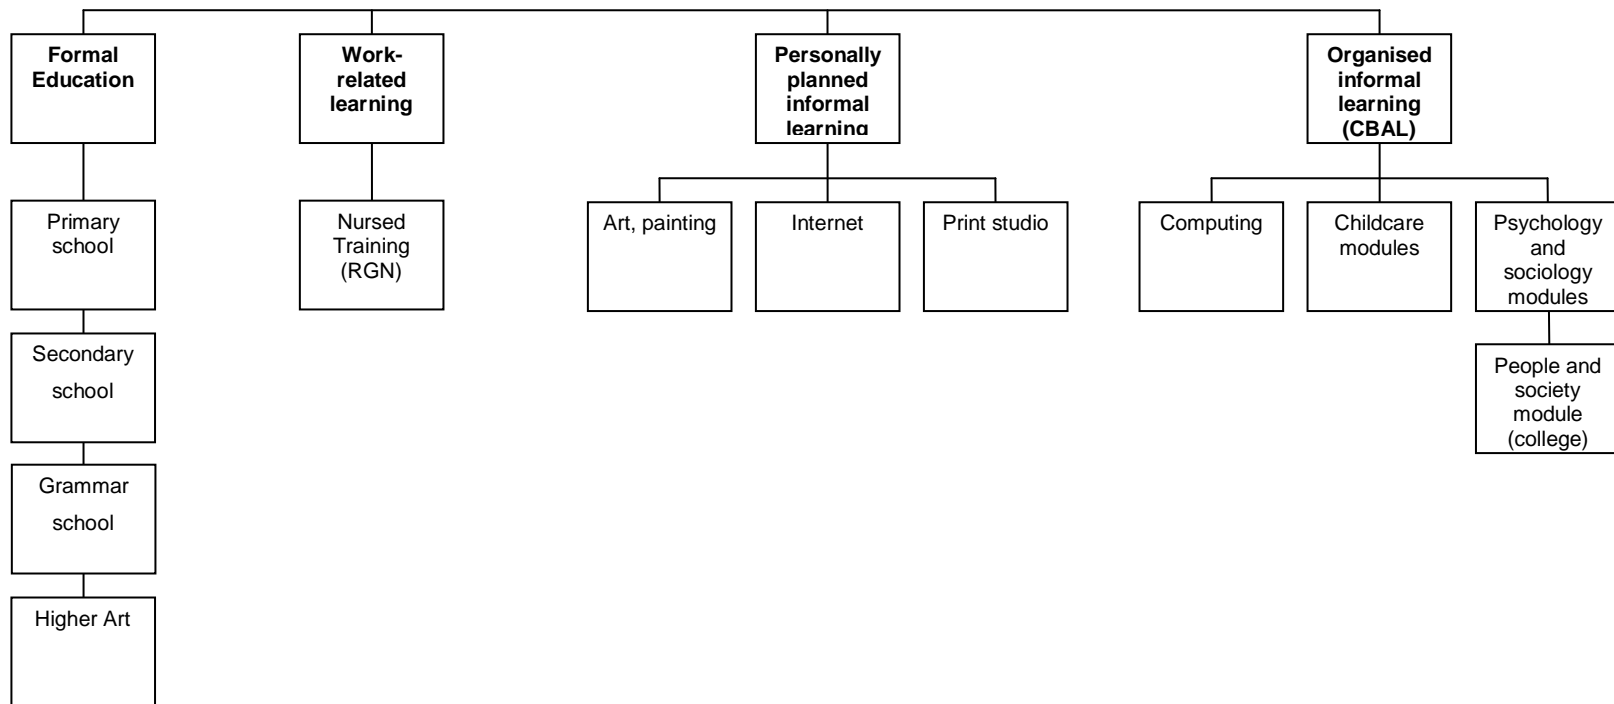 Formal
Education
Work-
related
learning
Personally
planned
informal
learning
Organised
informal
learning
(CBAL)
Primary
school
Nursed
Training
(RGN)
Art, painting
Internet
Print studio
Computing
Childcare
modules
Psychology
and
sociology
modules
Secondary
school
People and
society
module
(college)
Grammar
school
Higher Art